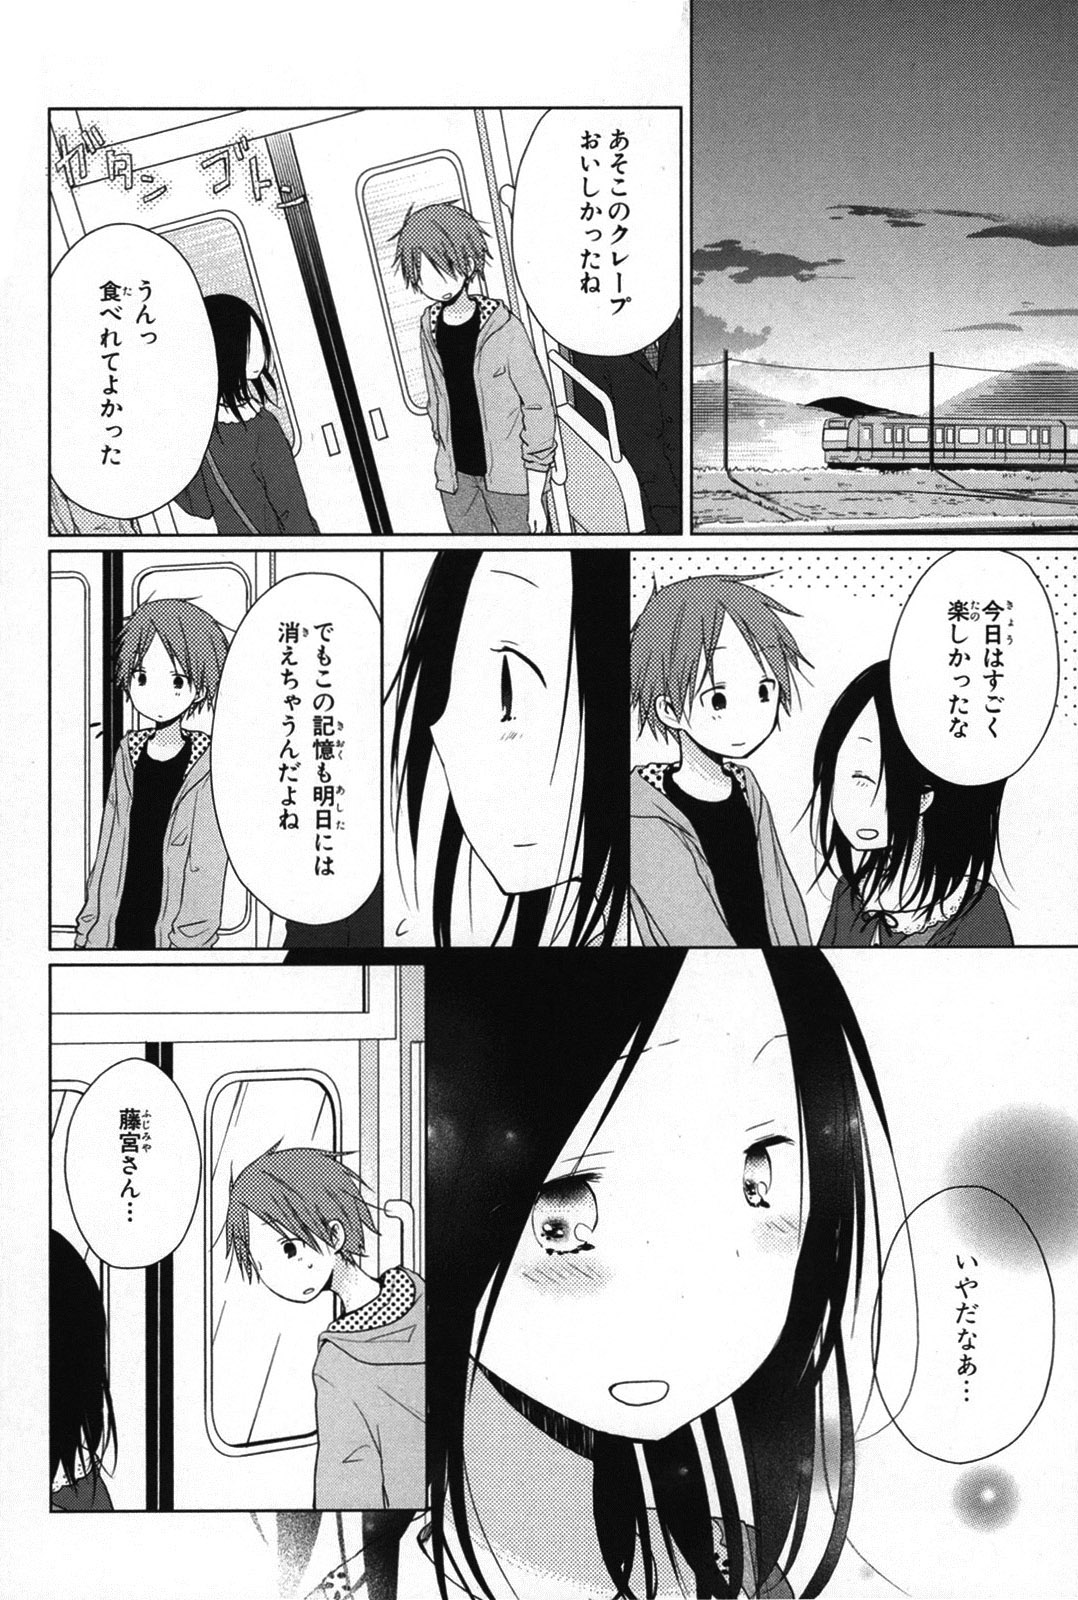 あそこのクレープ
おいしかったね
ガタン ゴトン
うんっ
食べれてよかった
今日はすごく
楽しかったな
でもこの記憶も明日には
消えちゃうんだよね
いやだなあ…
藤宮さん…